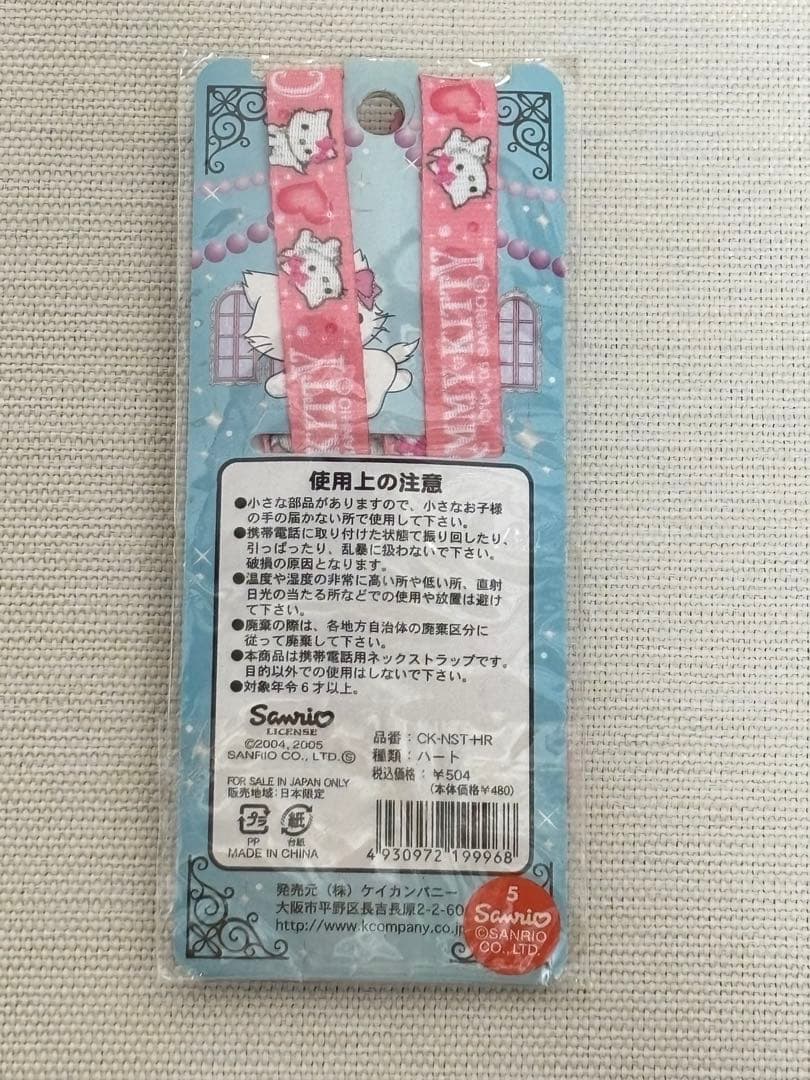 C
KITTY
MMY KITTY
©'04,'05 SANRIO Ⓢ
使用上の注意
●小さな部品がありますので、小さなお子様
の手の届かない所で使用して下さい。
●携帯電話に取り付けた状態で振り回したり、
引っぱったり、乱暴に扱わないで下さい。
破損の原因となります。
●温度や湿度の非常に高い所や低い所、直射
日光の当たる所などでの使用や放置は避け
て下さい。
●廃棄の際は、各地方自治体の廃棄区分に
従って廃棄して下さい。
●本商品は携帯電話用ネックストラップです。
目的以外での使用はしないで下さい。
●対象年令6才以上。
Sanrio
LICENSE
©2004, 2005
SANRIO CO., LTD.Ⓢ
FOR SALE IN JAPAN ONLY
販売地域:日本限定
プラ 紙
PP 台紙
MADE IN CHINA
品番:CK-NST-HR
種類:ハート
税込価格:¥504
(本体価格¥480)
4 930972 199968
発売元(株)ケイカンパニー
大阪市平野区長吉長原2-2-60
http://www.kcompany.co.j
5
Sanrio
©SANRIO
CO., LTD.